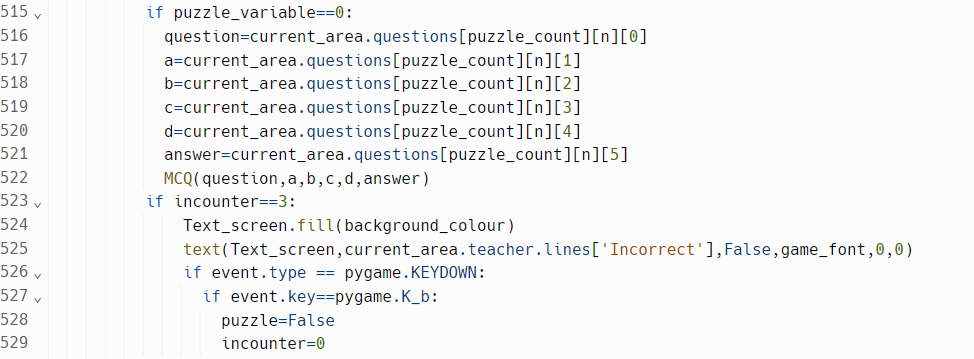 515 if puzzle_variable==0:
516 question=current_area.questions[puzzle_count][n][0]
517 a=current_area.questions[puzzle_count][n][1]
518 b=current_area.questions[puzzle_count][n][2]
519 c=current_area.questions[puzzle_count][n][3]
520 d=current_area.questions[puzzle_count][n][4]
521 answer=current_area.questions[puzzle_count][n][5]
522 MCQ(question,a,b,c,d,answer)
523 if incounter==3:
524 Text_screen.fill(background_colour)
525 text(Text_screen,current_area.teacher.lines['Incorrect'],False,game_font,0,0)
526 if event.type == pygame.KEYDOWN:
527 if event.key==pygame.K_b:
528 puzzle=False
529 incounter=0